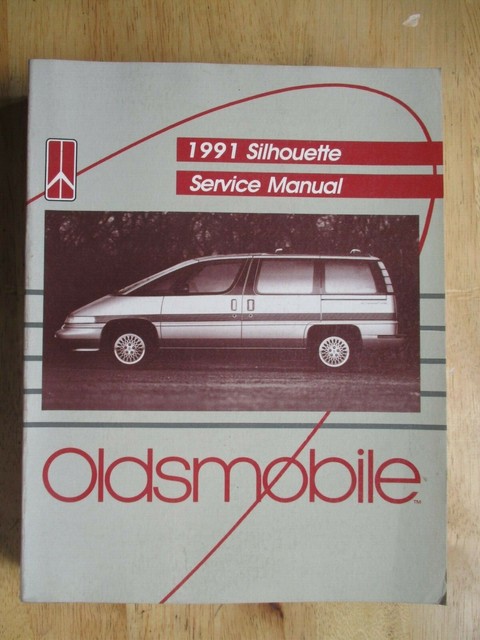 1991 Silhouette
Service Manual
Oldsmobile